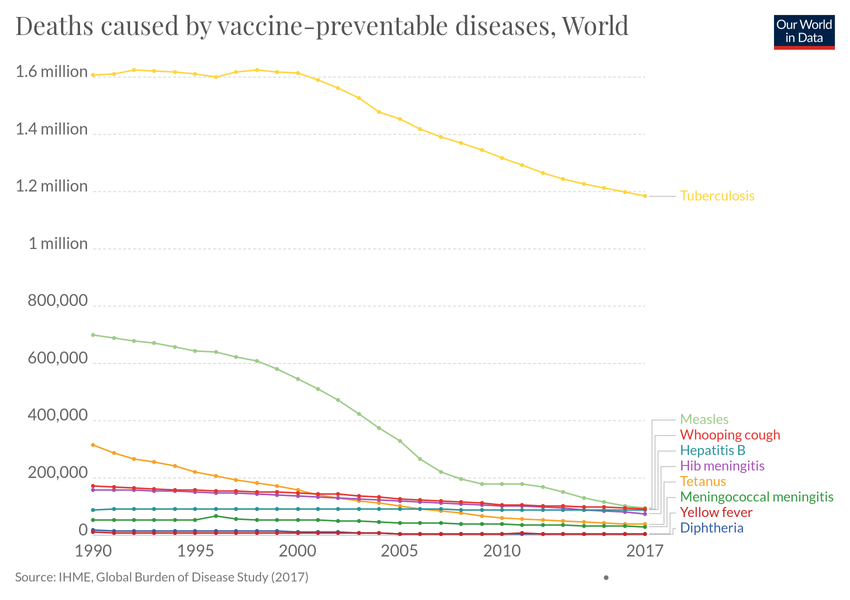 Deaths caused by vaccine-preventable diseases, World
Our World
in Data
1.6 million
1.4 million
1.2 million
1 million
800,000
600,000
400,000
200,000
0
Tuberculosis
Measles
Whooping cough
Hepatitis B
Hib meningitis
Tetanus
Meningococcal meningitis
Yellow fever
Diphtheria
1990
1995
2000
2005
2010
2017
Source: IHME, Global Burden of Disease Study (2017)